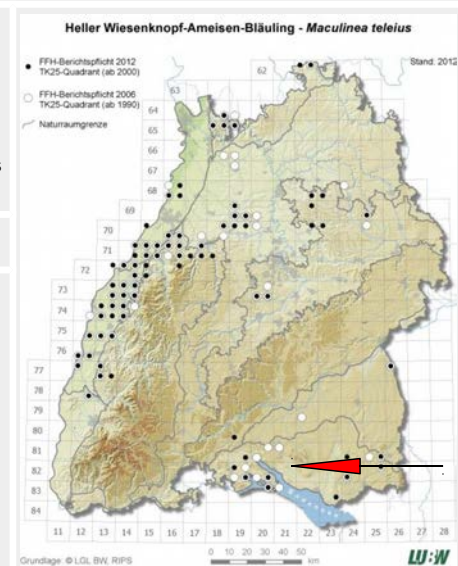 Heller Wiesenknopf-Ameisen-Bläuling - Maculinea teleius
FFH-Berichtspflicht 2012
TK25-Quadrant (ab 2000)
FFH-Berichtspflicht 2006
TK25-Quadrant (ab 1990)
Naturraumgrenze
Stand: 2012
62
63
64
65
66
67
68
69
70
71
72
73
74
75
76
77
78
79
80
81
82
83
84
11 12 13 14 15 16 17 18 19 20 21 22 23 24 25 26 27 28
0 10 20 30 40 50
km
Grundlage: © LGL BW, RIPS
LUBW